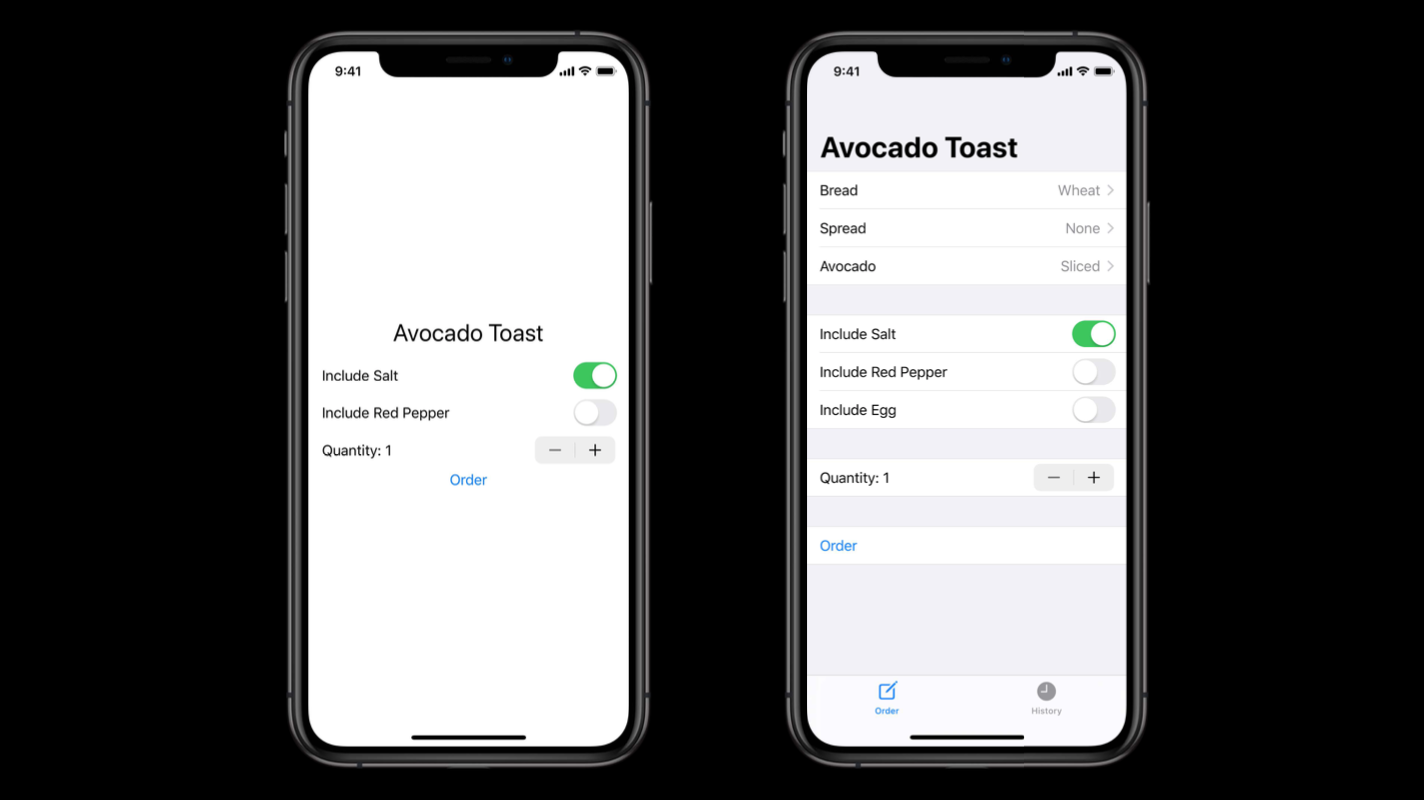 9:41
Avocado Toast
Include Salt
Include Red Pepper
Quantity: 1
Order
9:41
Avocado Toast
Bread Wheat
Spread None
Avocado Sliced
Include Salt
Include Red Pepper
Include Egg
Quantity: 1
Order
Order History